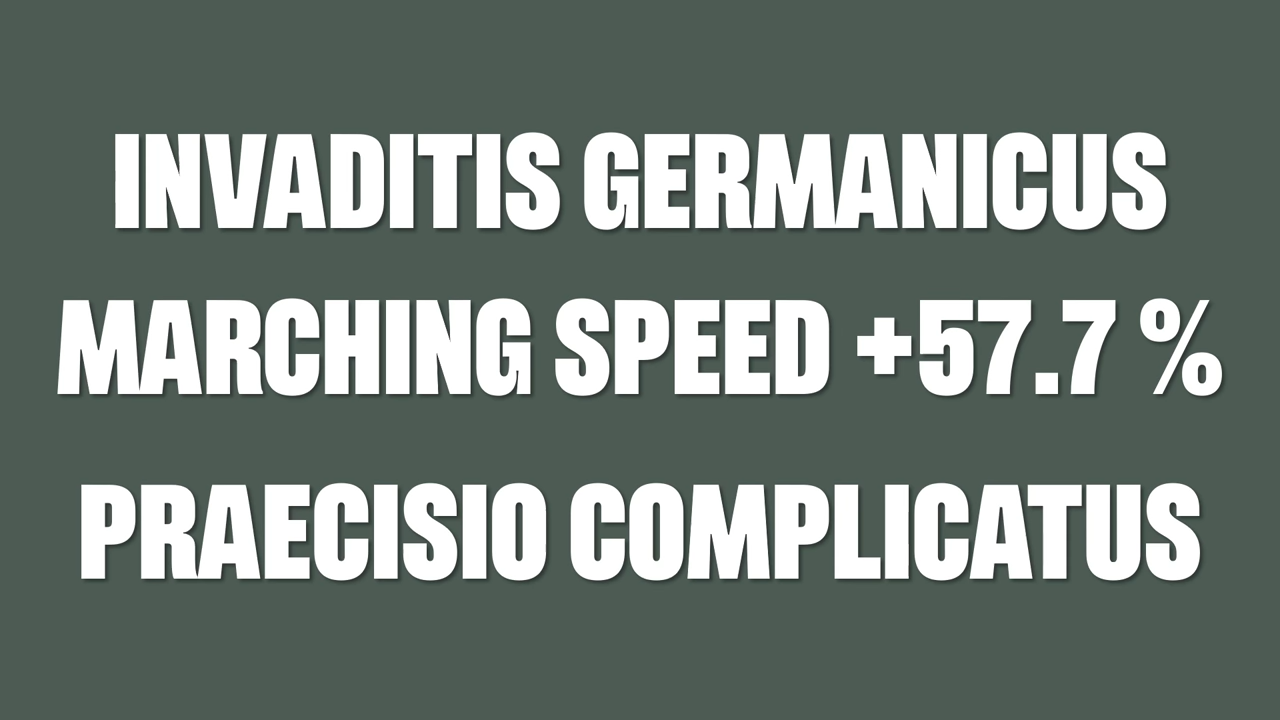 INVADITIS GERMANICUS
MARCHING SPEED +57.7 %
PRAECISIO COMPLICATUS